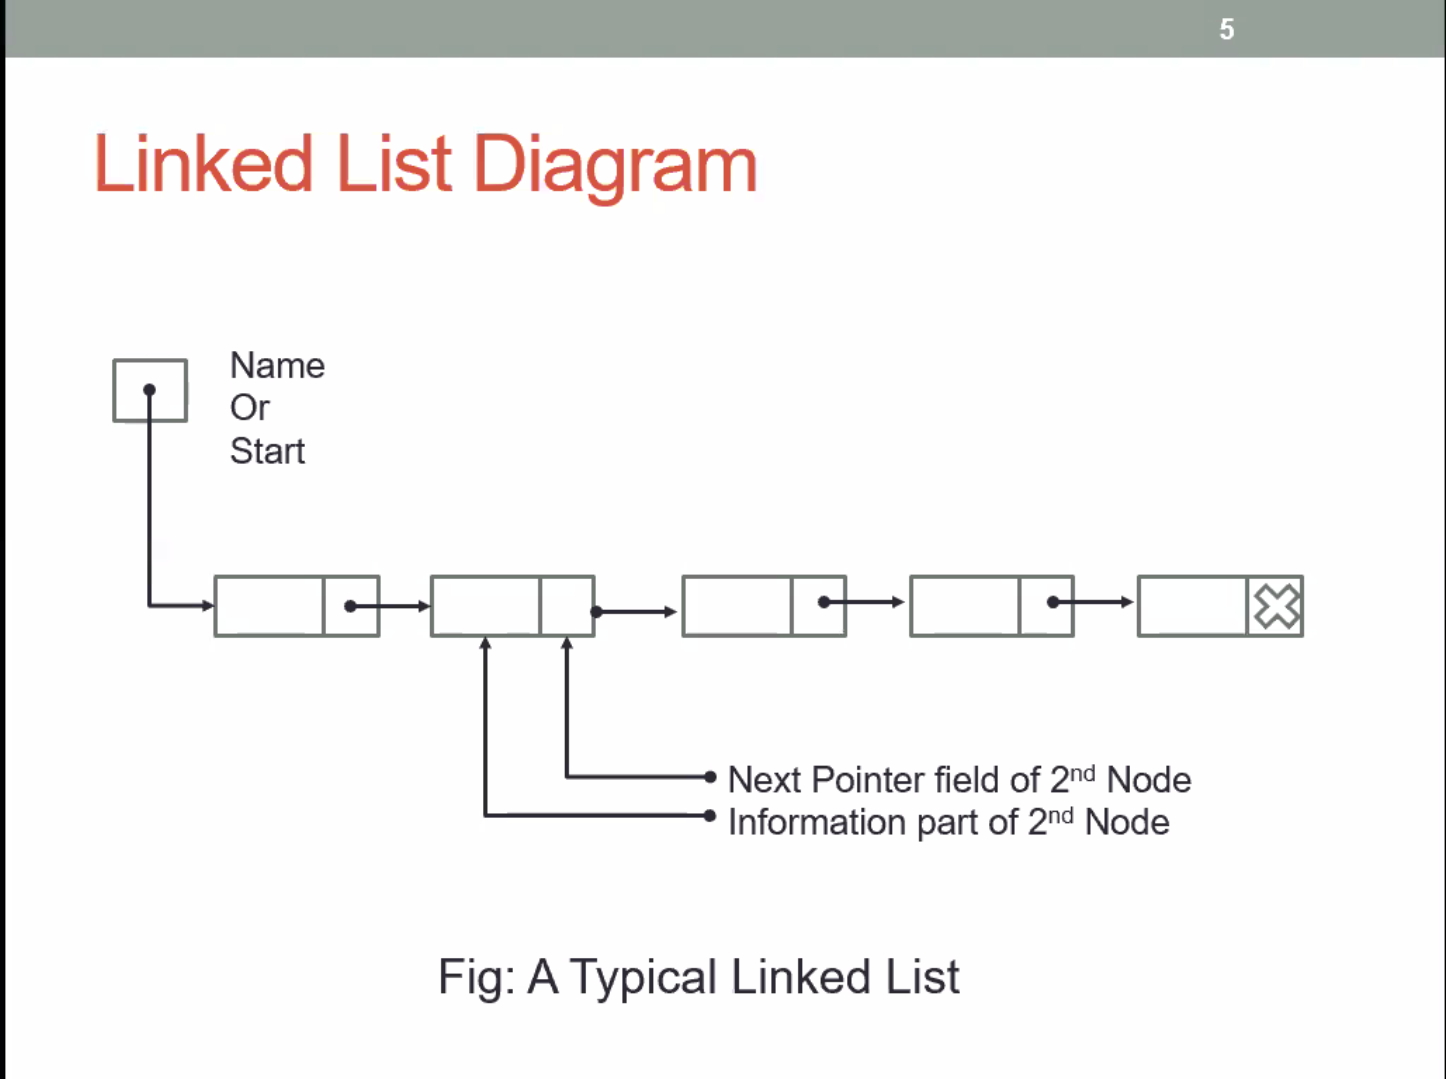 5
Linked List Diagram
Name
Or
Start
Next Pointer field of 2nd Node
Information part of 2nd Node
Fig: A Typical Linked List